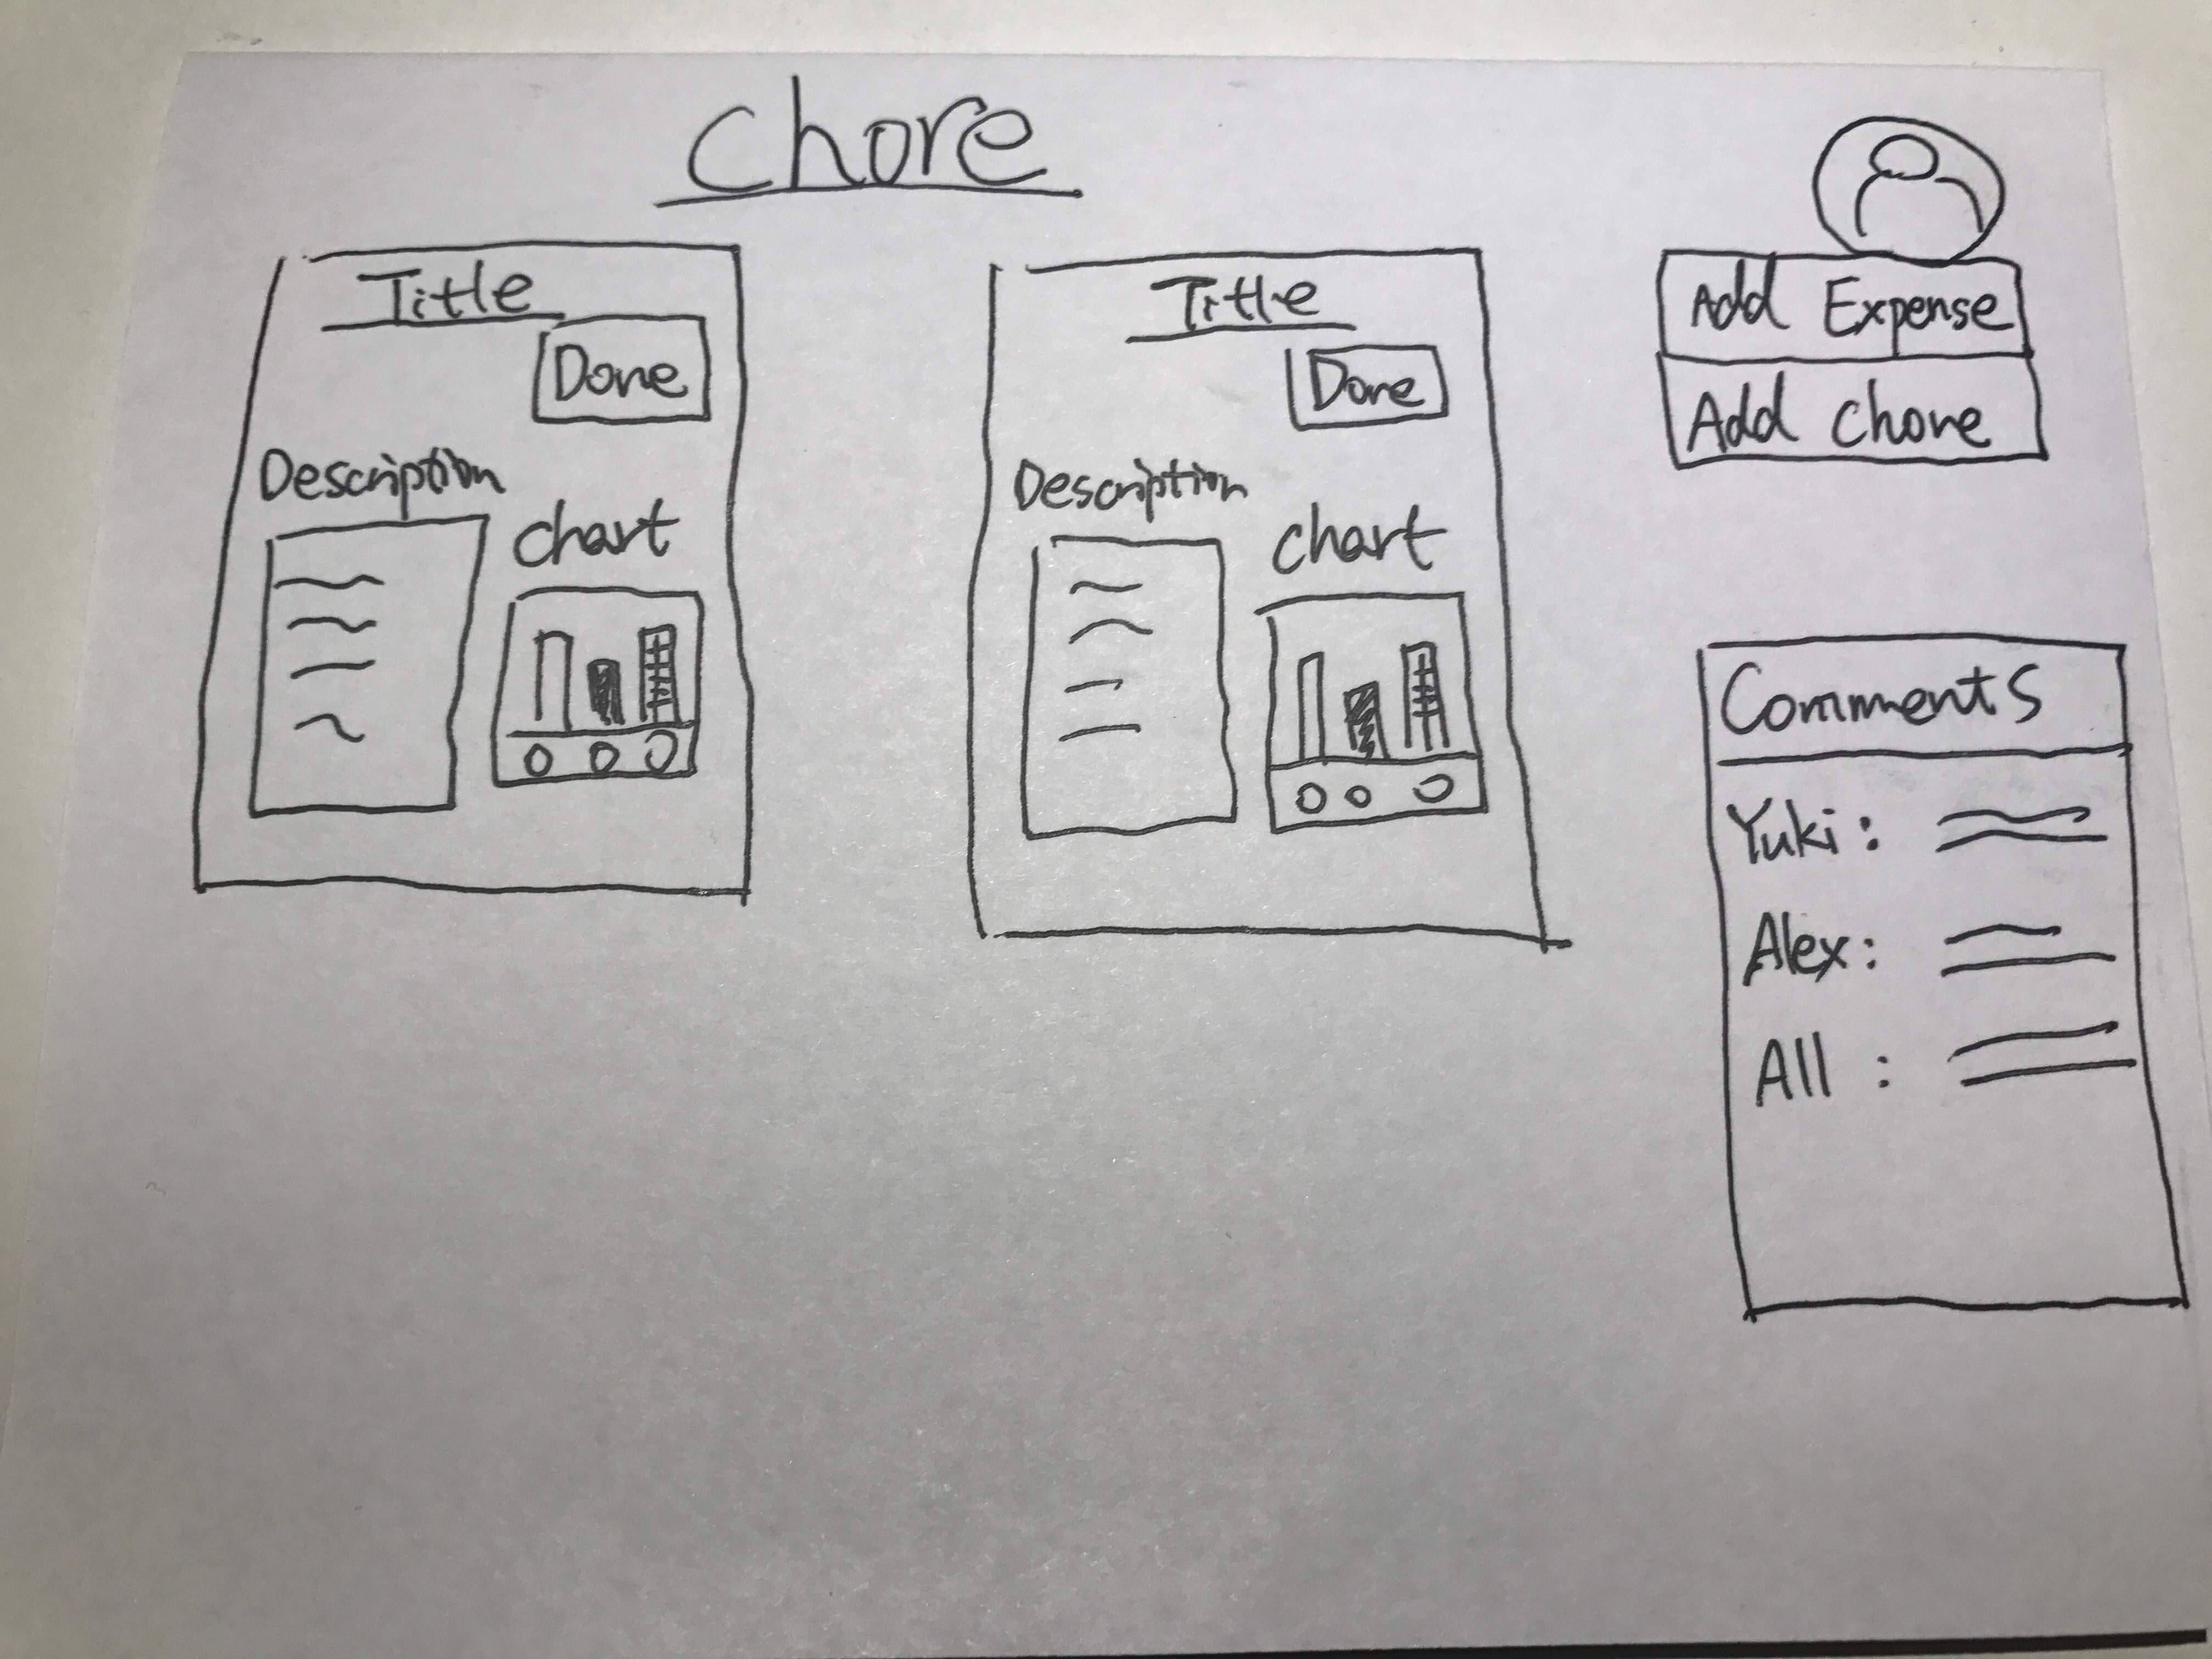 Chore
Title
Done
Description
chart
Title
Done
Description
chart
Add Expense
Add Chore
Comments
Yuki:
Alex:
All :